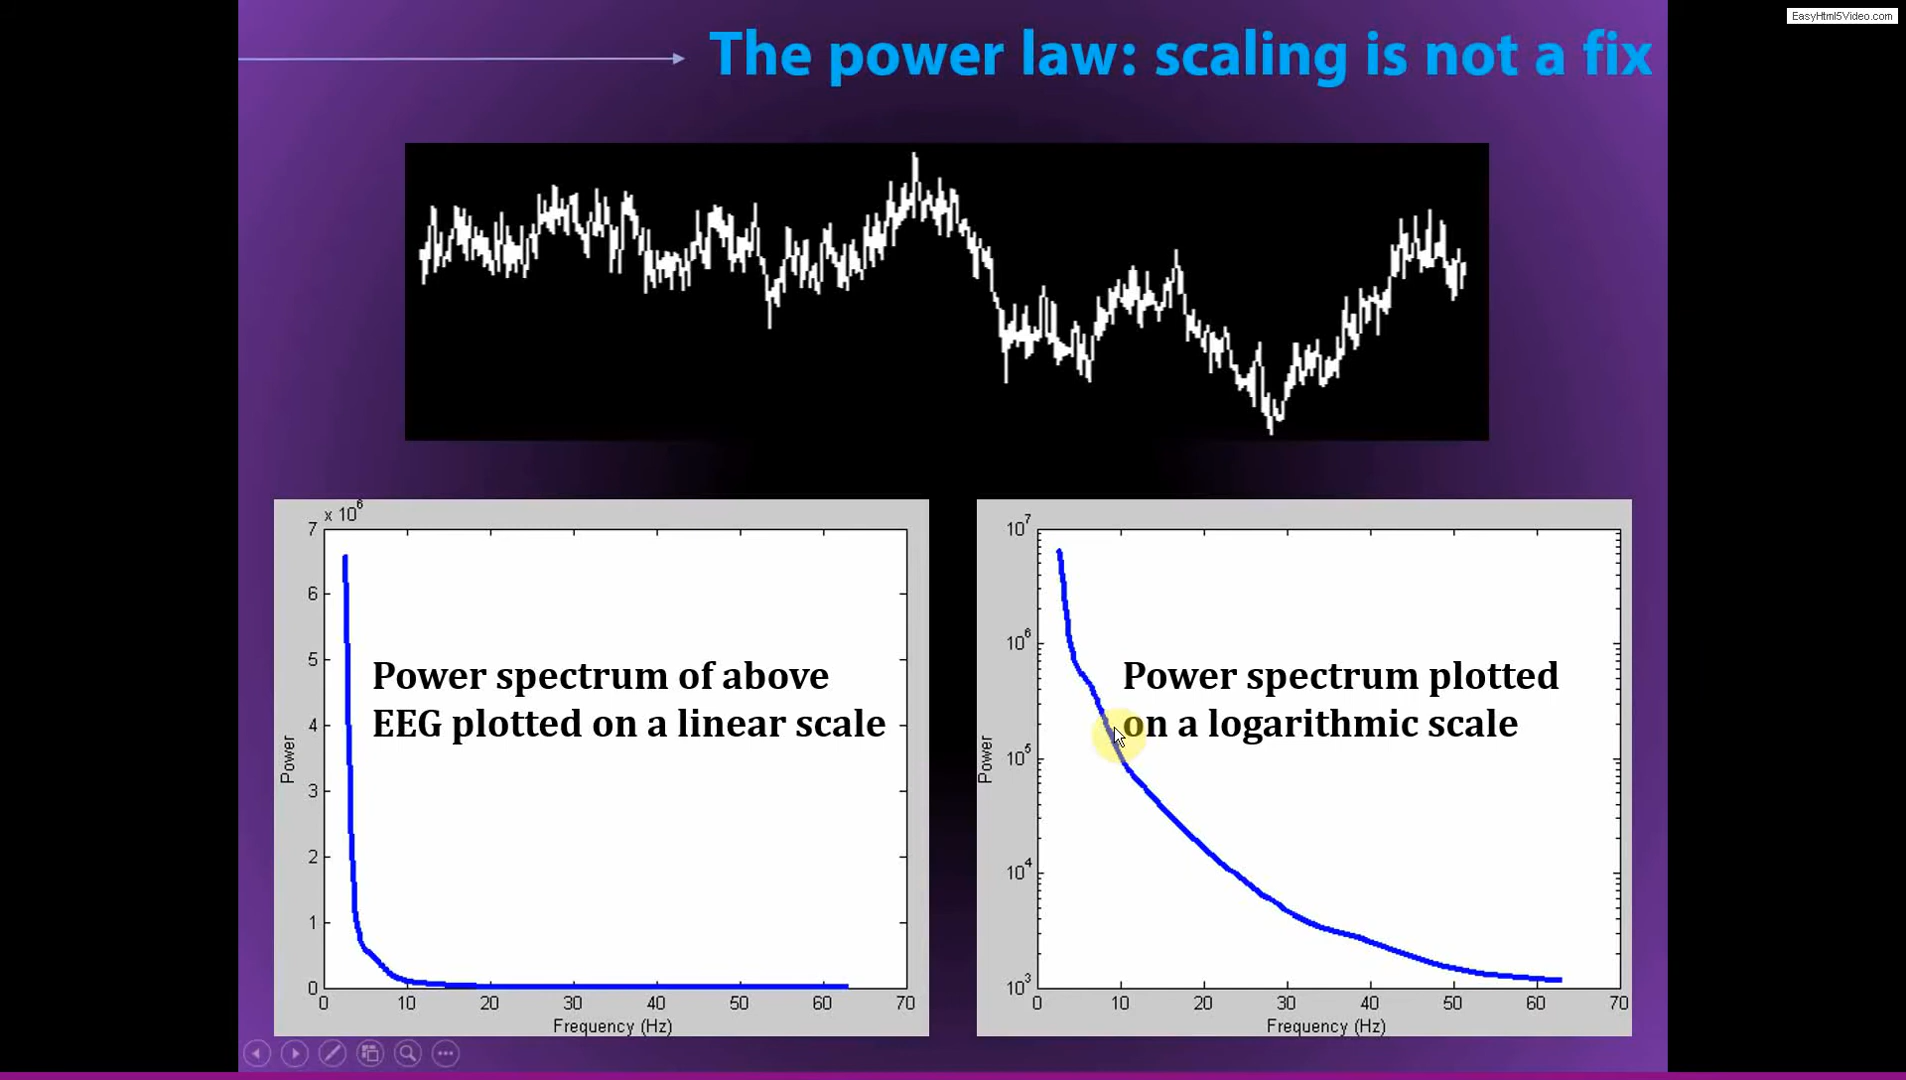 EasyHtml5Video.com
The power law: scaling is not a fix
x 10^6
7
6
5
4
3
2
1
0
Power
Power spectrum of above
EEG plotted on a linear scale
0 10 20 30 40 50 60 70
Frequency (Hz)
10^7
10^6
10^5
10^4
10^3
Power
Power spectrum plotted
on a logarithmic scale
0 10 20 30 40 50 60 70
Frequency (Hz)